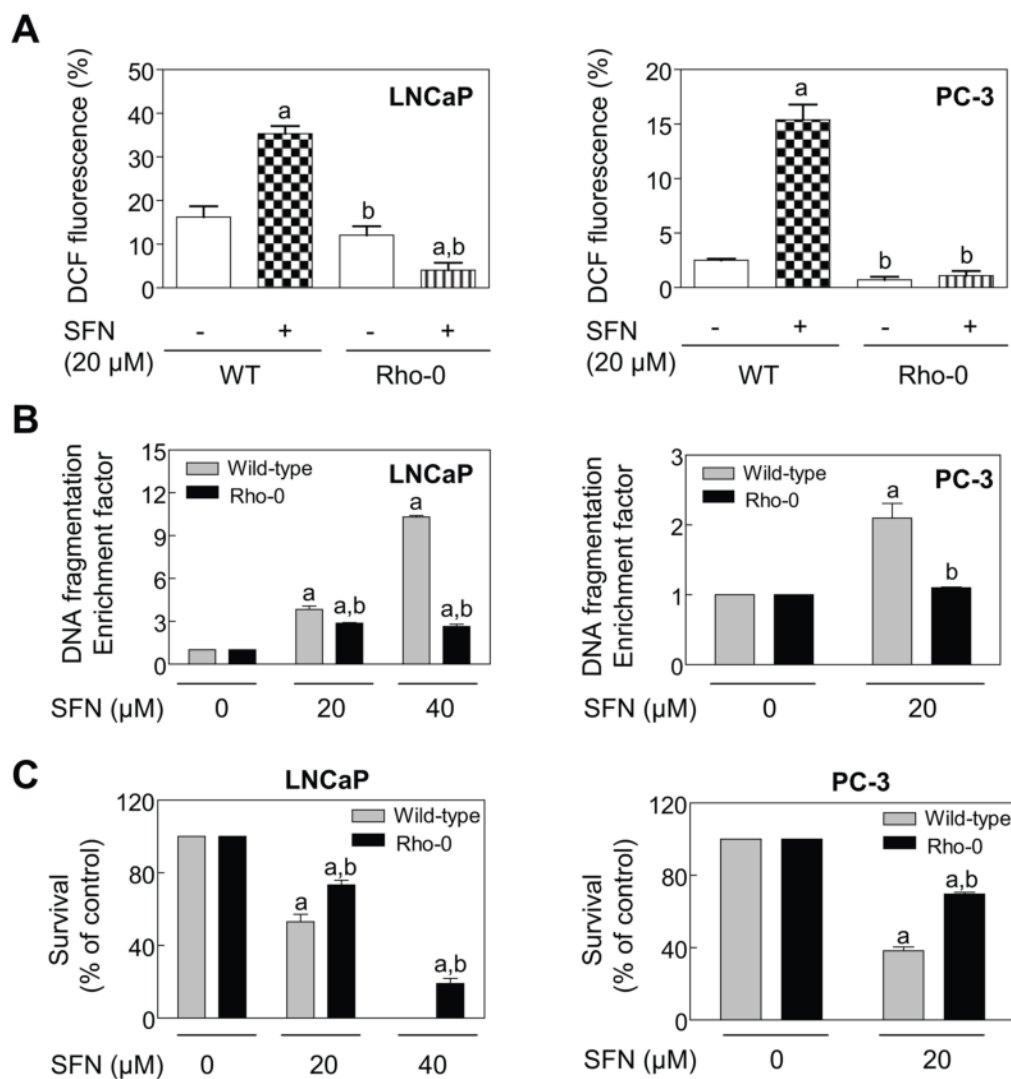 A
DCF fluorescence (%)
50
40
30
20
10
0
LNCaP
a
b
a,b
SFN
(20 µM)
- + - +
WT Rho-0
DCF fluorescence (%)
20
15
10
5
0
PC-3
a
b b
SFN
(20 µM)
- + - +
WT Rho-0
B
DNA fragmentation
Enrichment factor
15
12
9
6
3
0
Wild-type
Rho-0
LNCaP
a
a a,b a,b
SFN (µM) 0 20 40
DNA fragmentation
Enrichment factor
3
2
1
0
Wild-type
Rho-0
PC-3
a
b
SFN (µM) 0 20
C
LNCaP
Survival
(% of control)
120
80
40
0
Wild-type
Rho-0
a a,b
a,b
SFN (µM) 0 20 40
PC-3
Survival
(% of control)
120
80
40
0
Wild-type
Rho-0
a,b
a
SFN (µM) 0 20